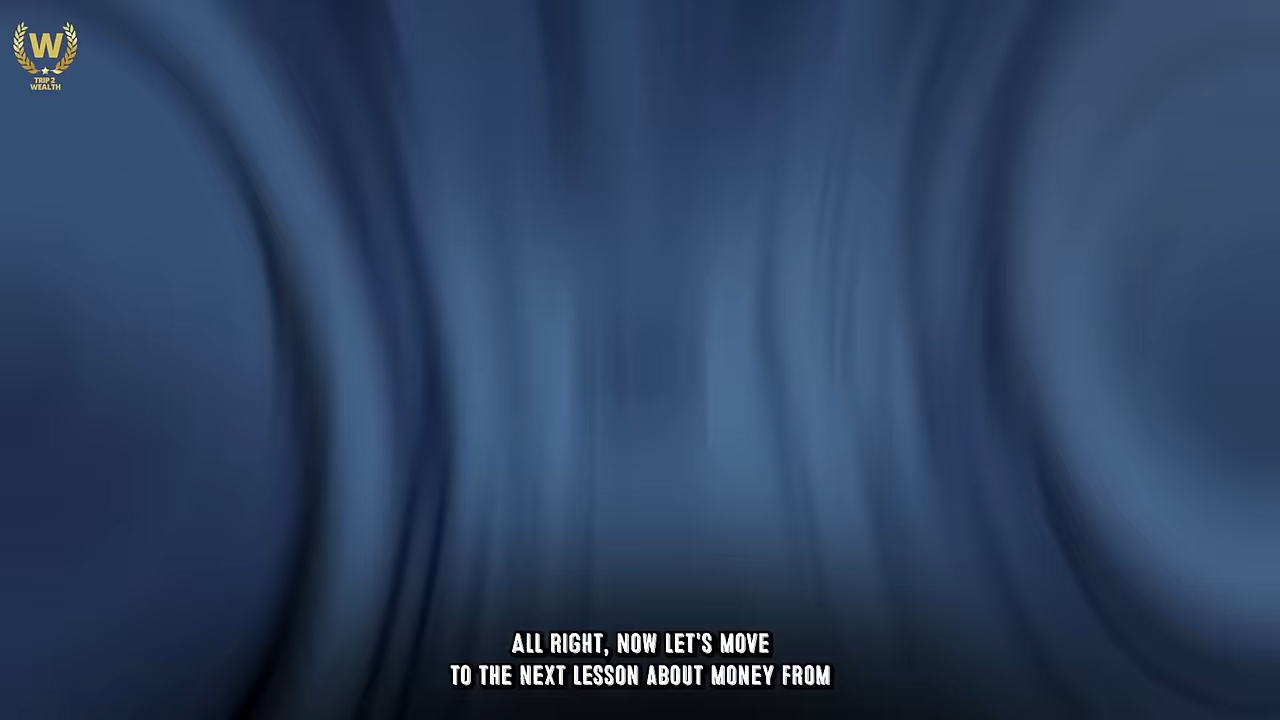 W
TRIP 2
WEALTH
ALL RIGHT, NOW LET'S MOVE
TO THE NEXT LESSON ABOUT MONEY FROM